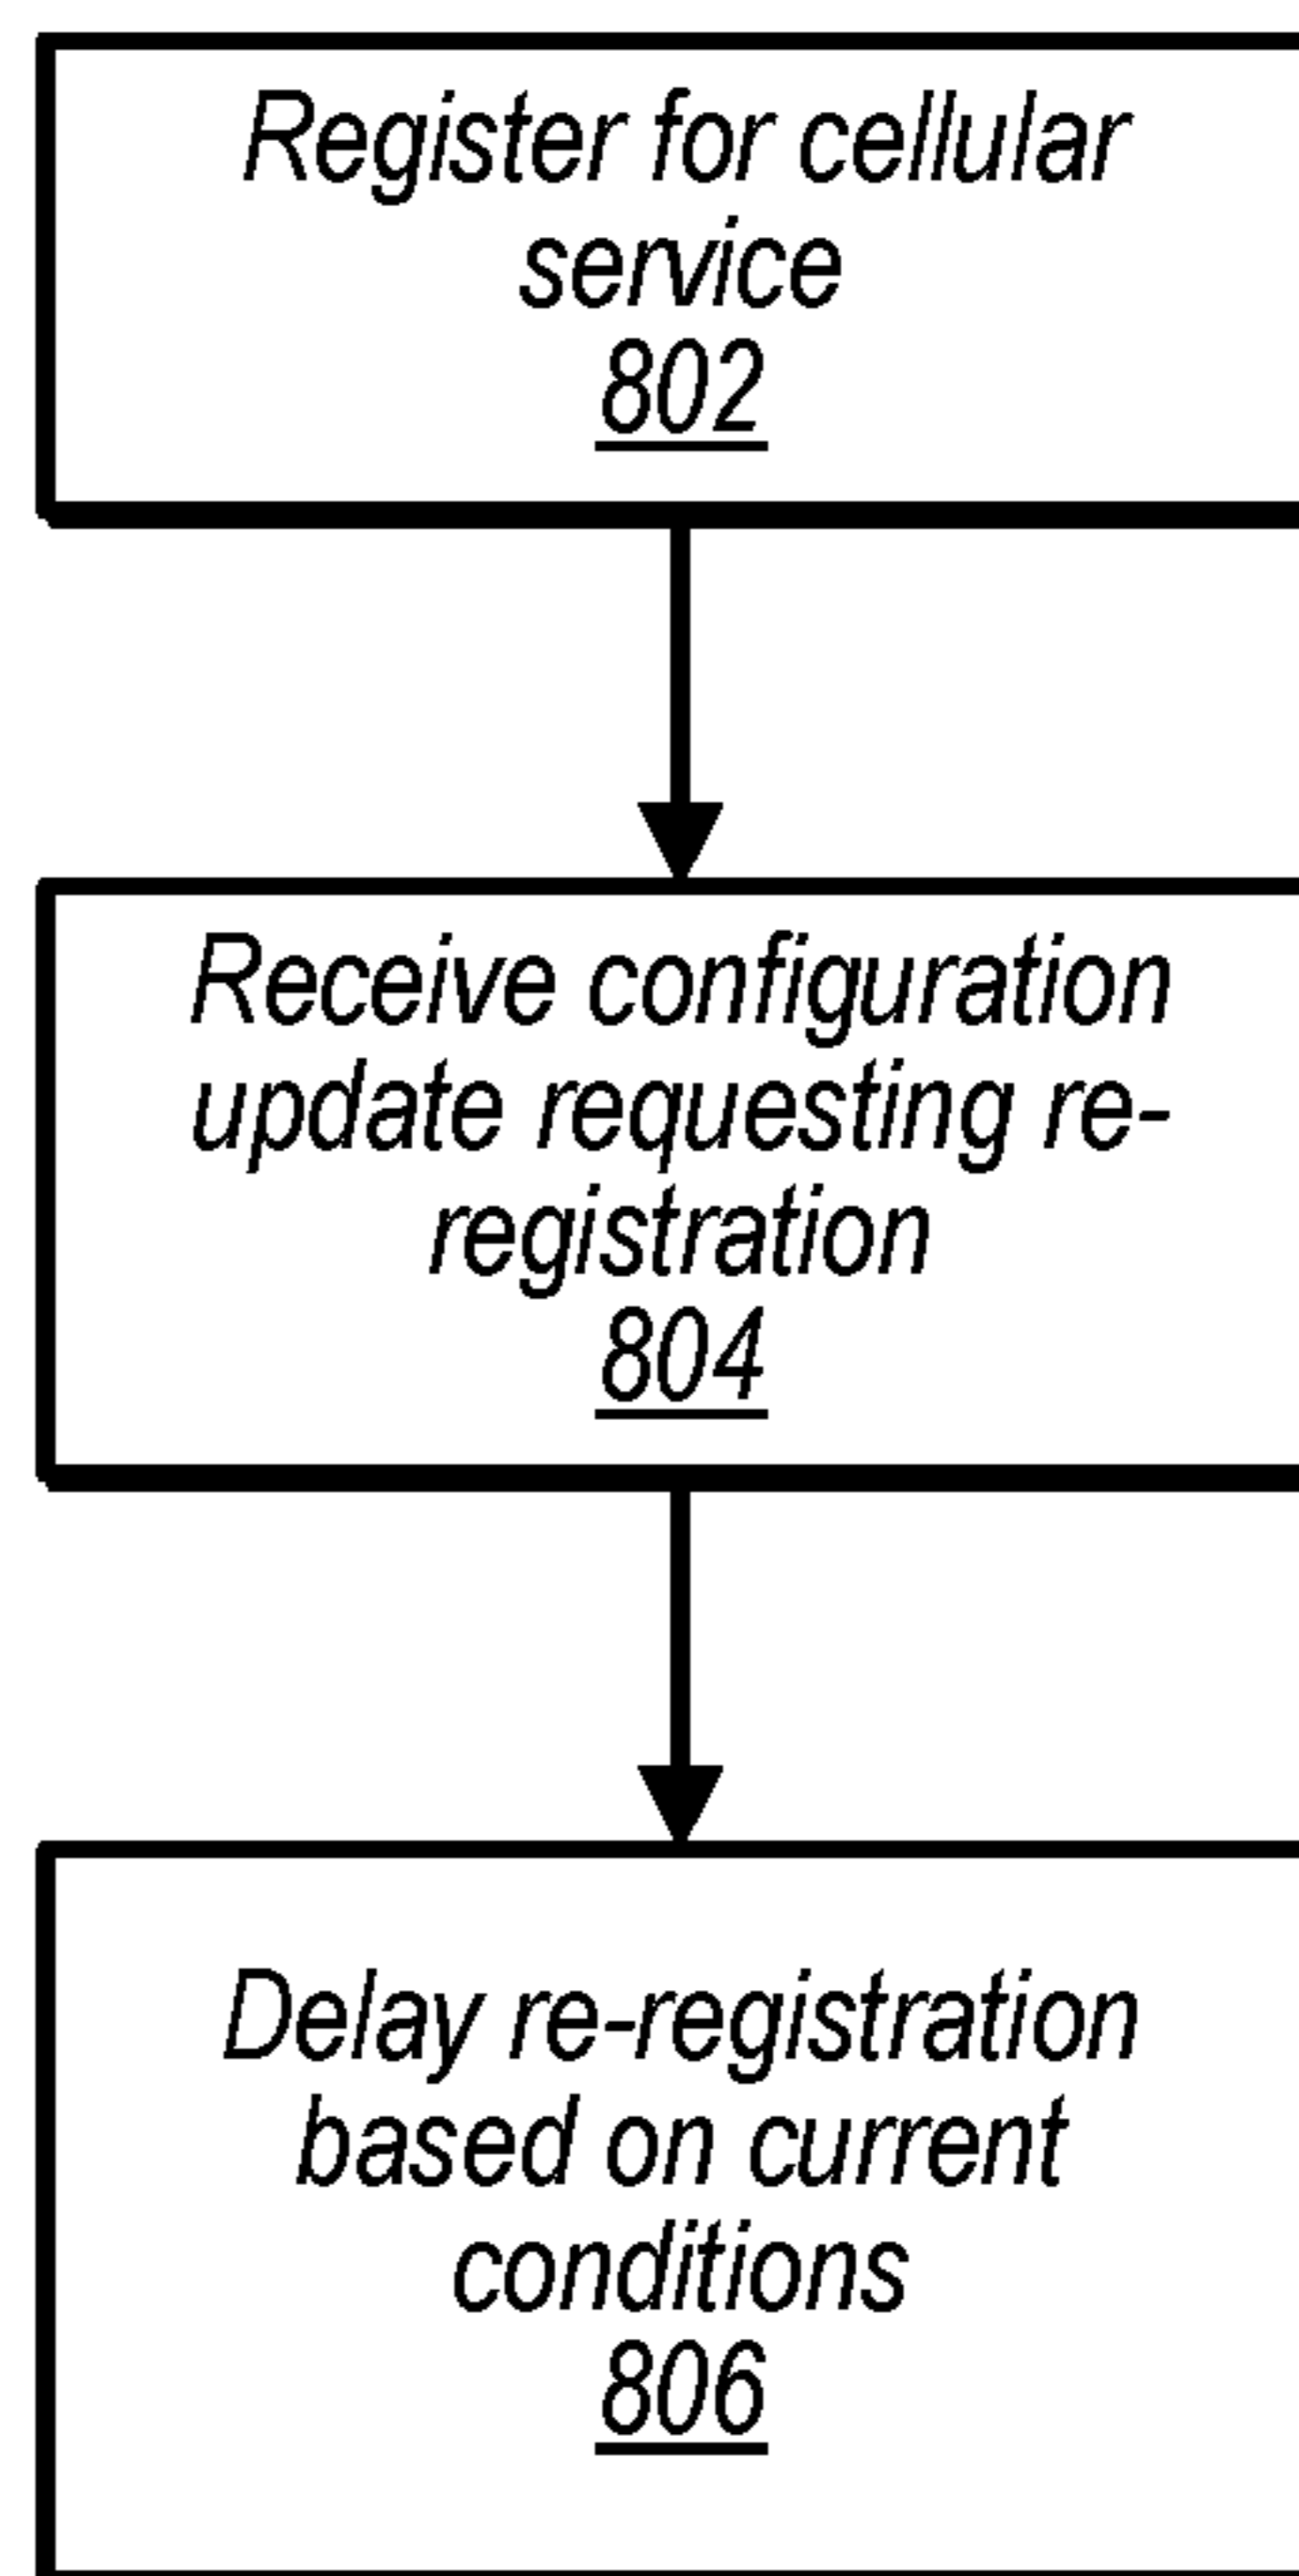 Register for cellular
service
802
Receive configuration
update requesting re-
registration
804
Delay re-registration
based on current
conditions
806